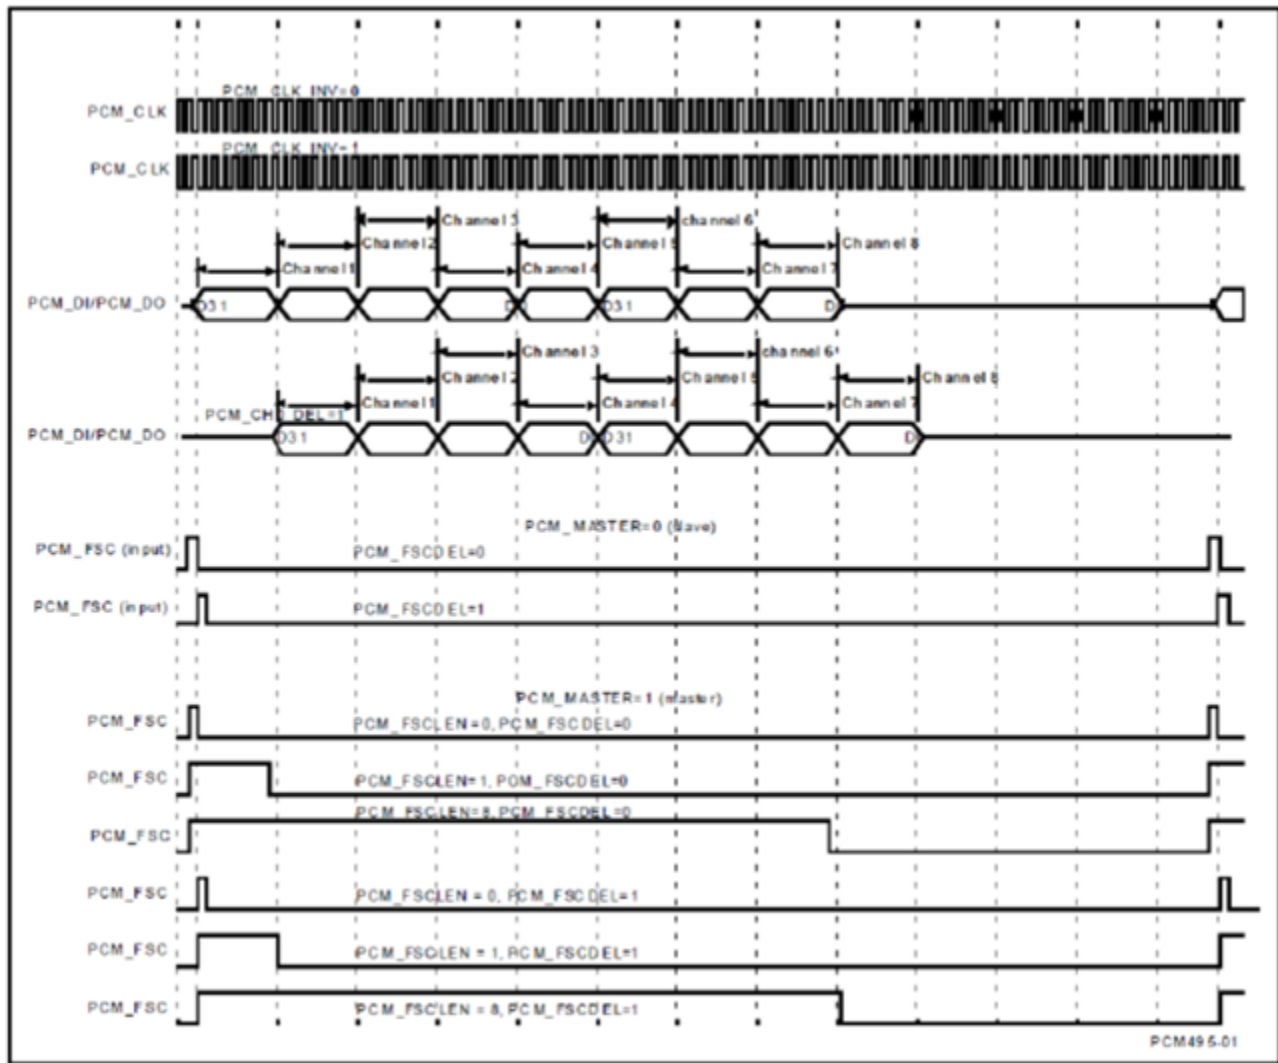 PCM_CLK_INV=0
PCM_CLK
PCM_CLK_INV=1
PCM_CLK
Channel 3 channel 6
Channel 2 Channel 5 Channel 8
Channel 1 Channel 4 Channel 7
PCM_DI/PCM_DO D31 D D31 D
Channel 3 channel 6
Channel 2 Channel 5 Channel 8
PCM_CH0_DEL=1 Channel 1 Channel 4 Channel 7
PCM_DI/PCM_DO D31 D D31 D
PCM_MASTER=0 (slave)
PCM_FSC (input) PCM_FSCDEL=0
PCM_FSC (input) PCM_FSCDEL=1
PCM_MASTER=1 (master)
PCM_FSC PCM_FSCLEN=0, PCM_FSCDEL=0
PCM_FSC PCM_FSCLEN=1, PCM_FSCDEL=0
PCM_FSC PCM_FSCLEN=8, PCM_FSCDEL=0
PCM_FSC PCM_FSCLEN = 0, PCM_FSCDEL=1
PCM_FSC PCM_FSCLEN = 1, PCM_FSCDEL=1
PCM_FSC PCM_FSCLEN = 8, PCM_FSCDEL=1
PCM495-01